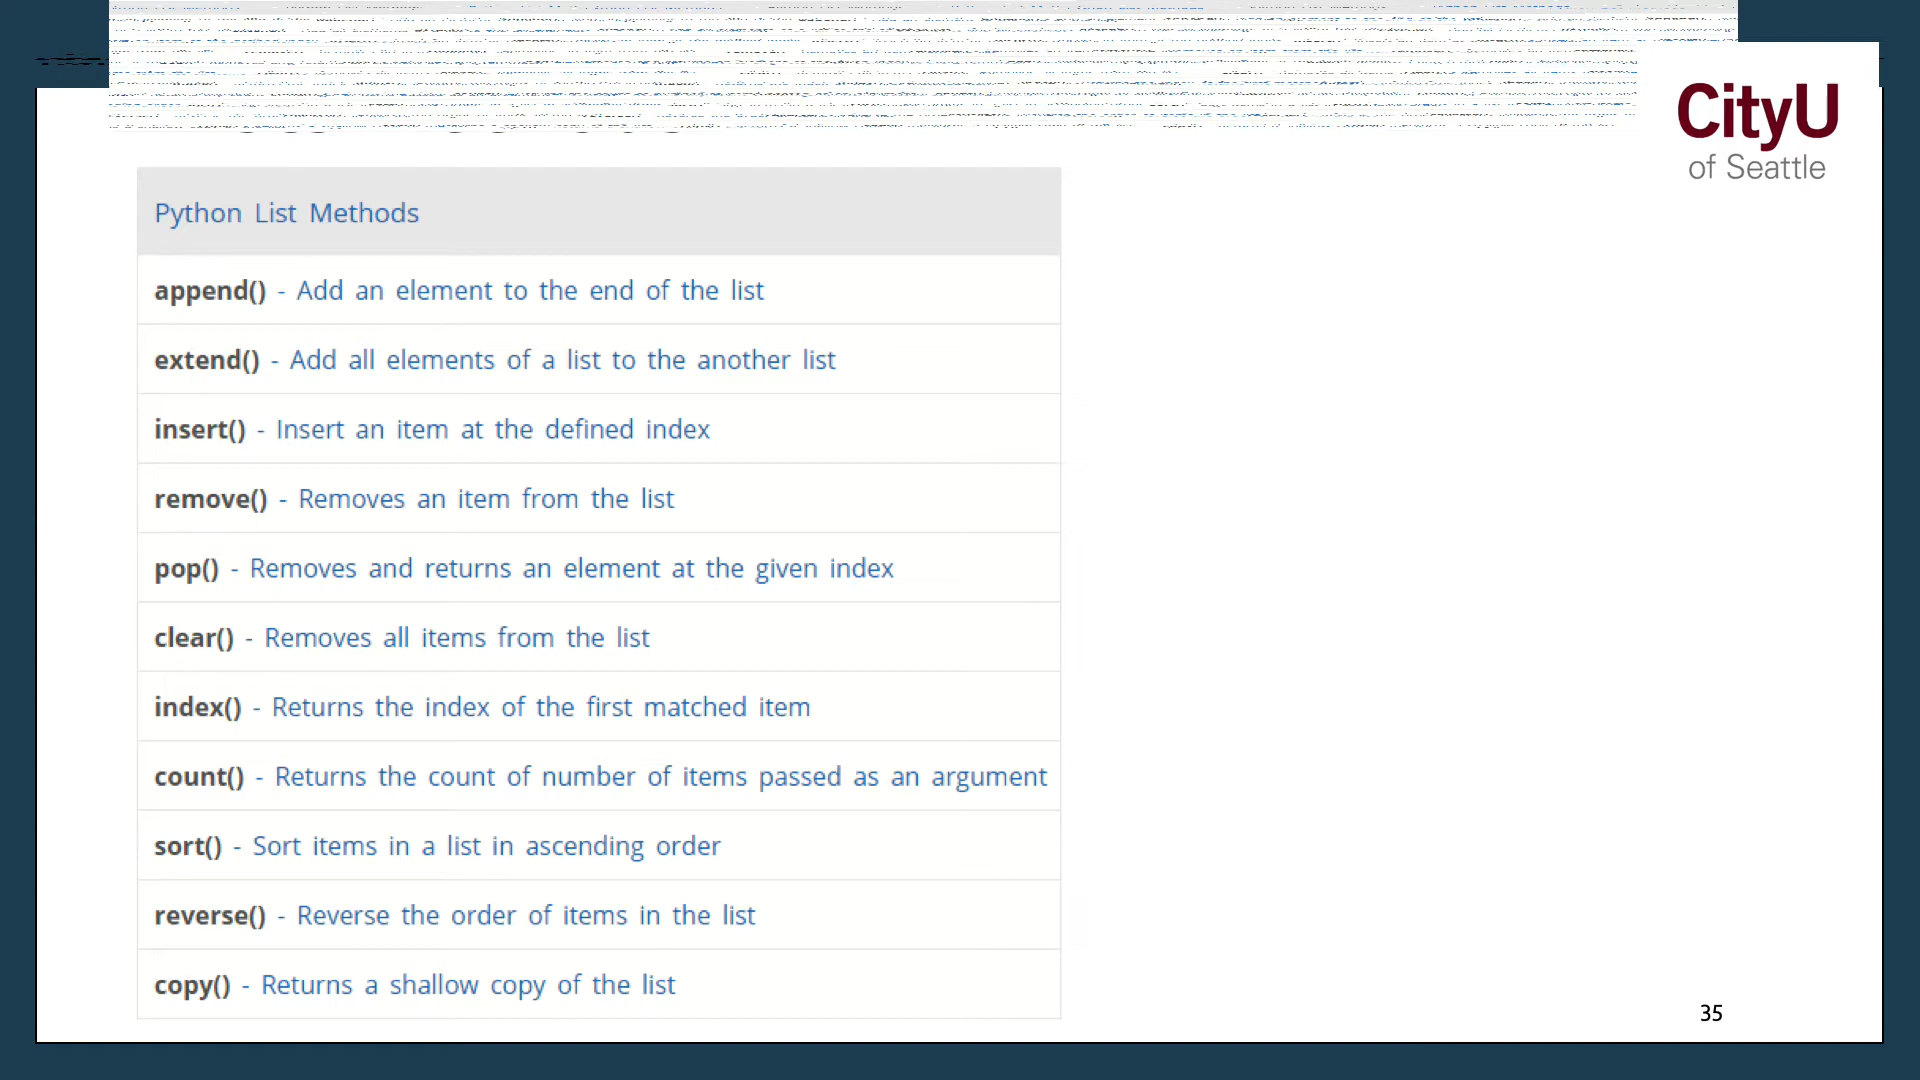 CityU
of Seattle
Python List Methods
append() - Add an element to the end of the list
extend() - Add all elements of a list to the another list
insert() - Insert an item at the defined index
remove() - Removes an item from the list
pop() - Removes and returns an element at the given index
clear() - Removes all items from the list
index() - Returns the index of the first matched item
count() - Returns the count of number of items passed as an argument
sort() - Sort items in a list in ascending order
reverse() - Reverse the order of items in the list
copy() - Returns a shallow copy of the list
35